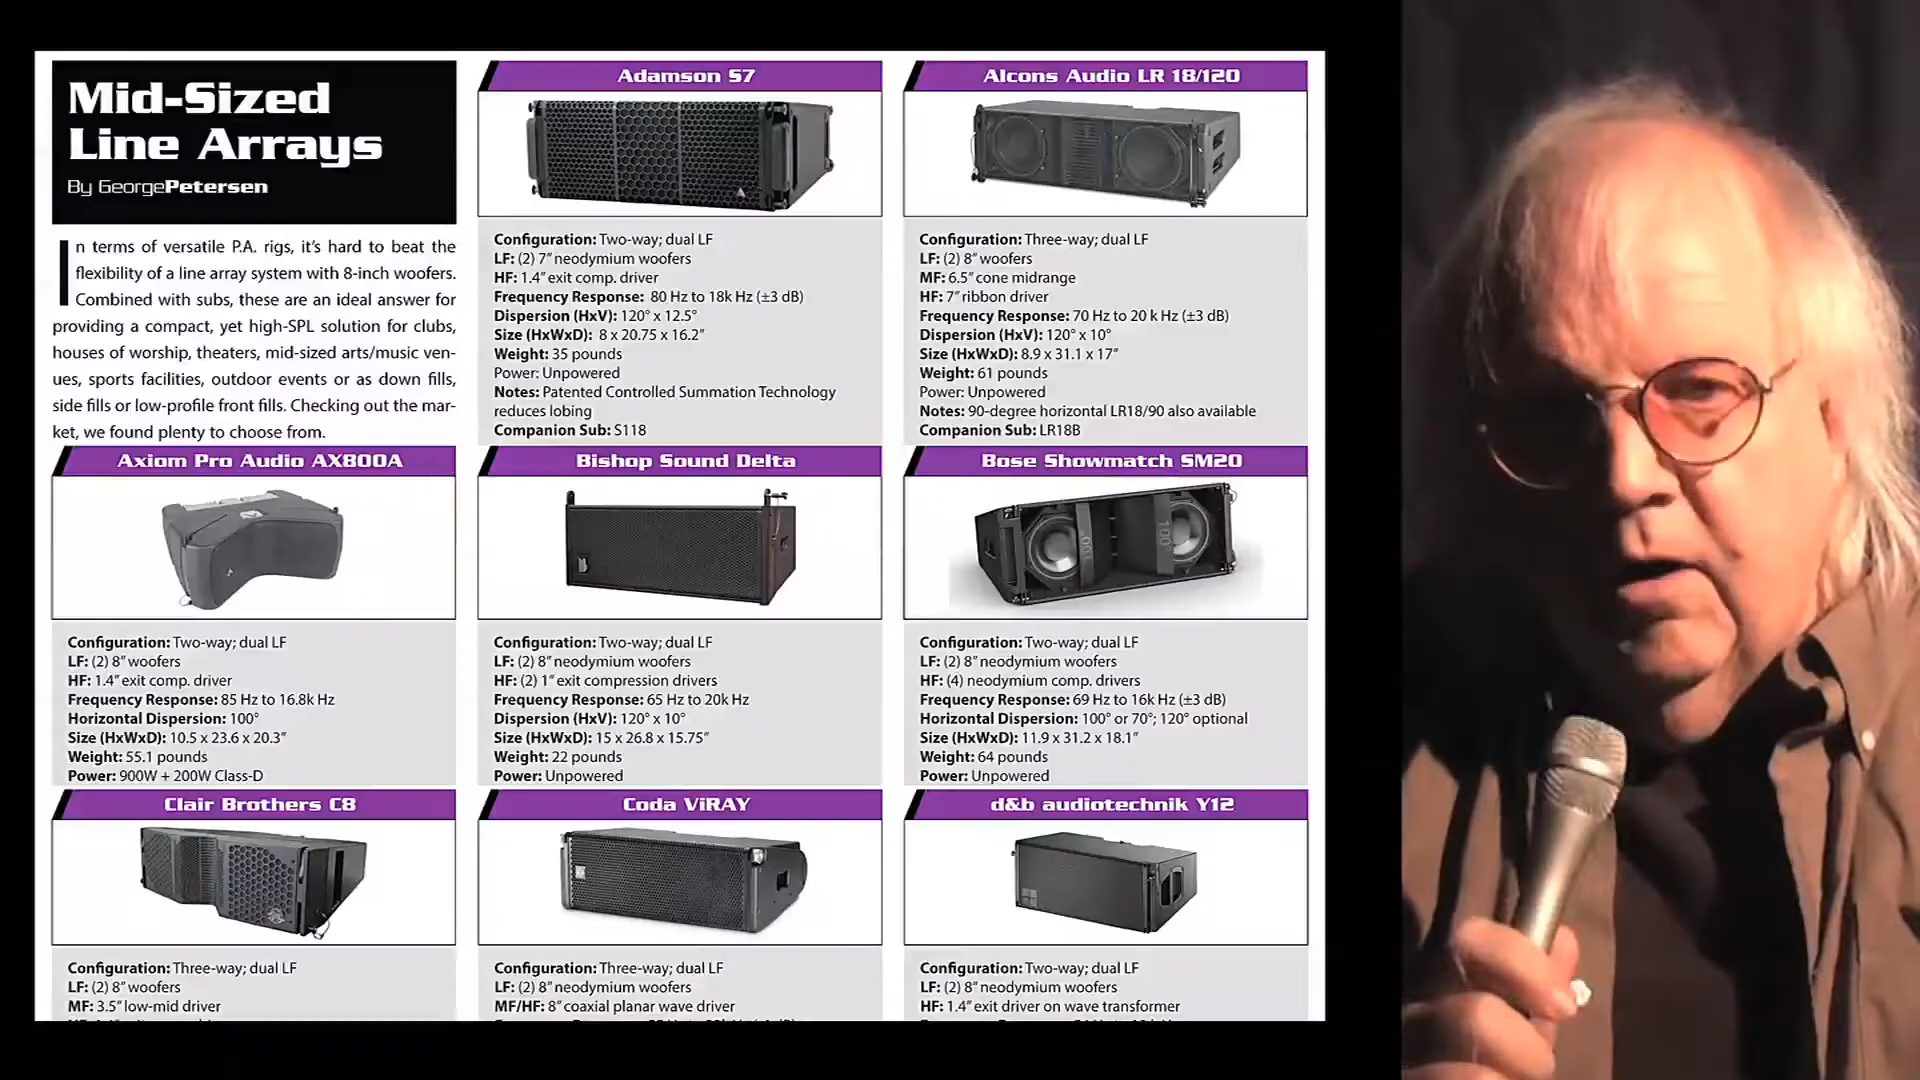 Mid-Sized
Line Arrays
By GeorgePetersen
In terms of versatile P.A. rigs, it's hard to beat the
flexibility of a line array system with 8-inch woofers.
Combined with subs, these are an ideal answer for
providing a compact, yet high-SPL solution for clubs,
houses of worship, theaters, mid-sized arts/music ven-
ues, sports facilities, outdoor events or as down fills,
side fills or low-profile front fills. Checking out the mar-
ket, we found plenty to choose from.
Adamson S7
Configuration: Two-way; dual LF
LF: (2) 7" neodymium woofers
HF: 1.4" exit comp. driver
Frequency Response: 80 Hz to 18k Hz (±3 dB)
Dispersion (HxV): 120° x 12.5°
Size (HxWxD): 8 x 20.75 x 16.2"
Weight: 35 pounds
Power: Unpowered
Notes: Patented Controlled Summation Technology
reduces lobing
Companion Sub: S118
Alcons Audio LR 18/120
Configuration: Three-way; dual LF
LF: (2) 8" woofers
MF: 6.5" cone midrange
HF: 7" ribbon driver
Frequency Response: 70 Hz to 20 k Hz (±3 dB)
Dispersion (HxV): 120° x 10°
Size (HxWxD): 8.9 x 31.1 x 17"
Weight: 61 pounds
Power: Unpowered
Notes: 90-degree horizontal LR18/90 also available
Companion Sub: LR18B
Axiom Pro Audio AX800A
Configuration: Two-way; dual LF
LF: (2) 8" woofers
HF: 1.4" exit comp. driver
Frequency Response: 85 Hz to 16.8k Hz
Horizontal Dispersion: 100°
Size (HxWxD): 10.5 x 23.6 x 20.3"
Weight: 55.1 pounds
Power: 900W + 200W Class-D
Bishop Sound Delta
Configuration: Two-way; dual LF
LF: (2) 8" neodymium woofers
HF: (2) 1" exit compression drivers
Frequency Response: 65 Hz to 20k Hz
Dispersion (HxV): 120° x 10°
Size (HxWxD): 15 x 26.8 x 15.75"
Weight: 22 pounds
Power: Unpowered
Bose Showmatch SM20
100°
Configuration: Two-way; dual LF
LF: (2) 8" neodymium woofers
HF: (4) neodymium comp. drivers
Frequency Response: 69 Hz to 16k Hz (±3 dB)
Horizontal Dispersion: 100° or 70°; 120° optional
Size (HxWxD): 11.9 x 31.2 x 18.1"
Weight: 64 pounds
Power: Unpowered
Clair Brothers C8
Configuration: Three-way; dual LF
LF: (2) 8" woofers
MF: 3.5" low-mid driver
Coda ViRAY
Configuration: Three-way; dual LF
LF: (2) 8" neodymium woofers
MF/HF: 8" coaxial planar wave driver
d&b audiotechnik Y12
Configuration: Two-way; dual LF
LF: (2) 8" neodymium woofers
HF: 1.4" exit driver on wave transformer